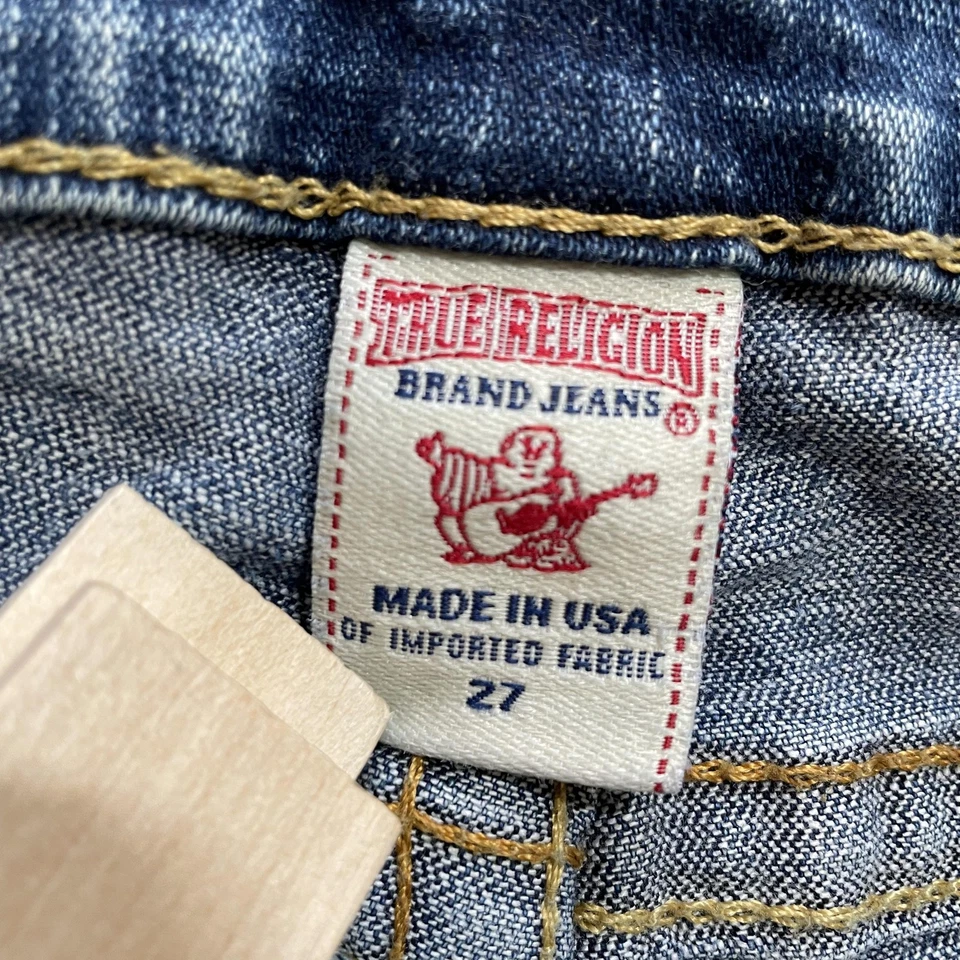 TRUE RELIGION
BRAND JEANS
®
MADE IN USA
OF IMPORTED FABRIC
27